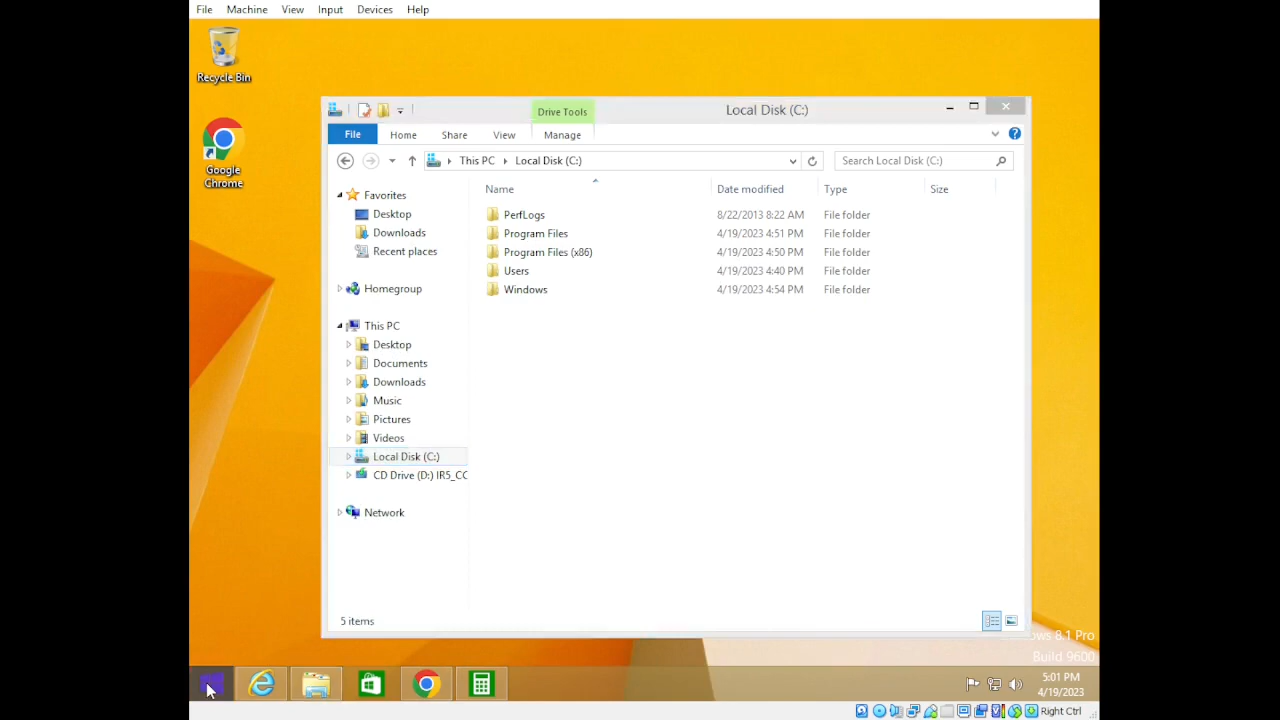 File Machine View Input Devices Help
Recycle Bin
Google Chrome
Drive Tools Local Disk (C:)
File Home Share View Manage
This PC Local Disk (C:) Search Local Disk (C:)
Name Date modified Type Size
PerfLogs 8/22/2013 8:22 AM File folder
Program Files 4/19/2023 4:51 PM File folder
Program Files (x86) 4/19/2023 4:50 PM File folder
Users 4/19/2023 4:40 PM File folder
Windows 4/19/2023 4:54 PM File folder
Favorites
Desktop
Downloads
Recent places
Homegroup
This PC
Desktop
Documents
Downloads
Music
Pictures
Videos
Local Disk (C:)
CD Drive (D:) IR5_CC
Network
5 items
ows 8.1 Pro
Build 9600
5:01 PM
4/19/2023
Right Ctrl